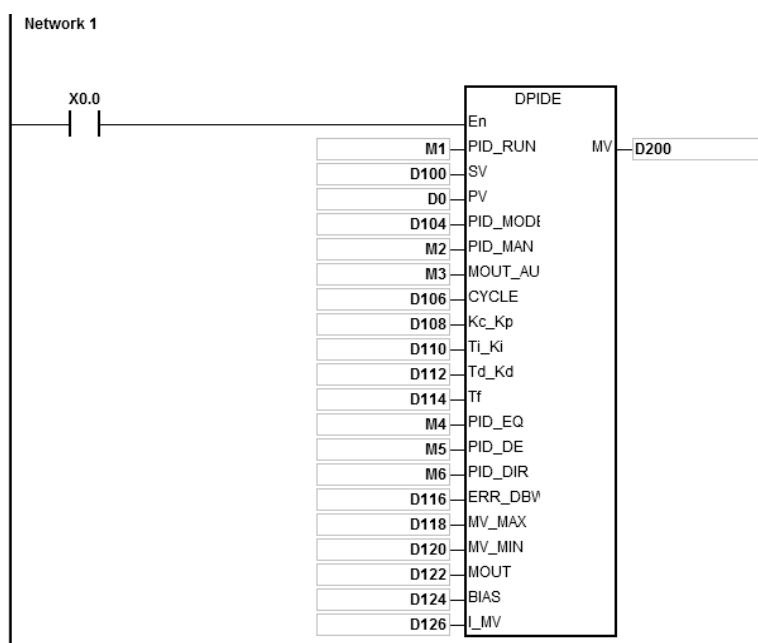 Network 1
X0.0
DPIDE
En
M1 PID_RUN MV D200
D100 SV
D0 PV
D104 PID_MODE
M2 PID_MAN
M3 MOUT_AU
D106 CYCLE
D108 Kc_Kp
D110 Ti_Ki
D112 Td_Kd
D114 Tf
M4 PID_EQ
M5 PID_DE
M6 PID_DIR
D116 ERR_DBW
D118 MV_MAX
D120 MV_MIN
D122 MOUT
D124 BIAS
D126 I_MV